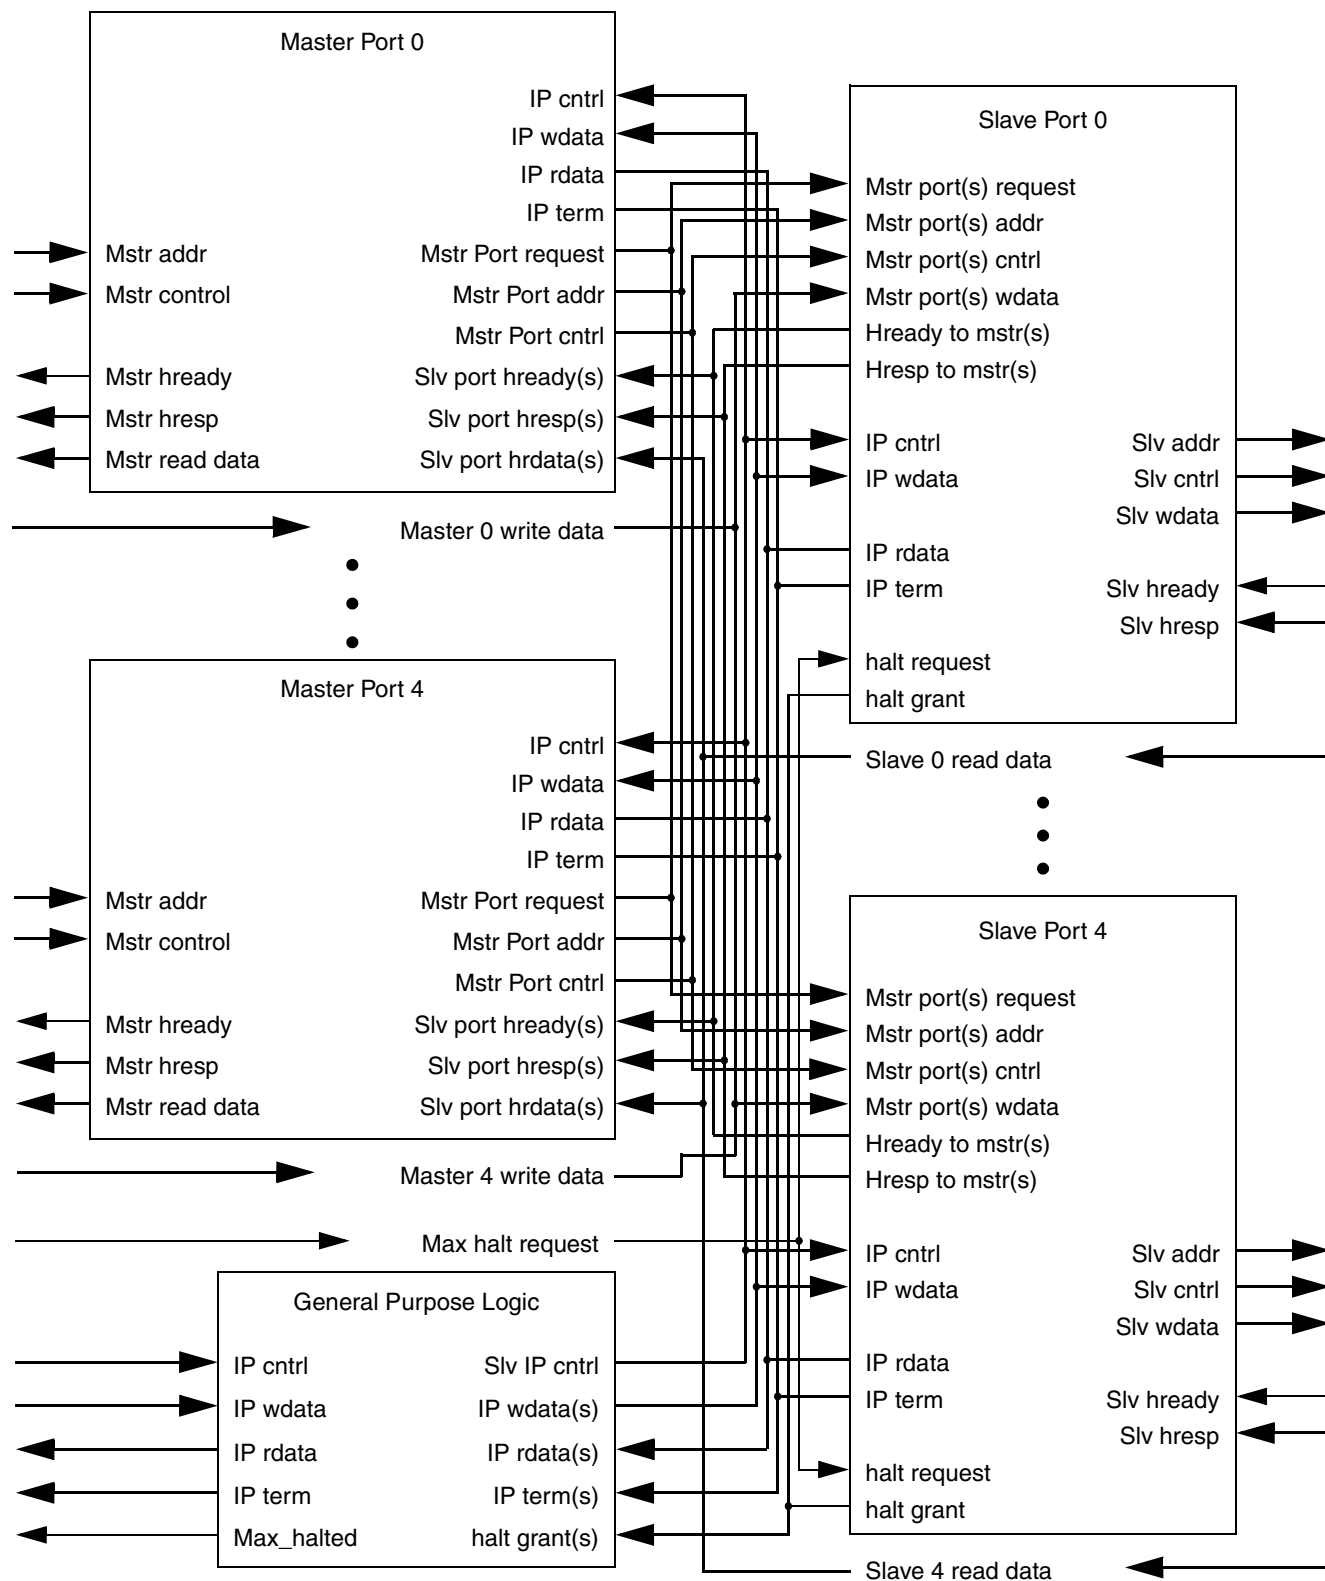 Master Port 0
IP cntrl
IP wdata
IP rdata
IP term
Mstr addr
Mstr Port request
Mstr control
Mstr Port addr
Mstr Port cntrl
Mstr hready
Slv port hready(s)
Mstr hresp
Slv port hresp(s)
Mstr read data
Slv port hrdata(s)
Master 0 write data
Master Port 4
IP cntrl
IP wdata
IP rdata
IP term
Mstr addr
Mstr Port request
Mstr control
Mstr Port addr
Mstr Port cntrl
Mstr hready
Slv port hready(s)
Mstr hresp
Slv port hresp(s)
Mstr read data
Slv port hrdata(s)
Master 4 write data
Max halt request
General Purpose Logic
IP cntrl
Slv IP cntrl
IP wdata
IP wdata(s)
IP rdata
IP rdata(s)
IP term
IP term(s)
Max_halted
halt grant(s)
Slave Port 0
Mstr port(s) request
Mstr port(s) addr
Mstr port(s) cntrl
Mstr port(s) wdata
Hready to mstr(s)
Hresp to mstr(s)
IP cntrl
Slv addr
IP wdata
Slv cntrl
Slv wdata
IP rdata
IP term
Slv hready
Slv hresp
halt request
halt grant
Slave 0 read data
Slave Port 4
Mstr port(s) request
Mstr port(s) addr
Mstr port(s) cntrl
Mstr port(s) wdata
Hready to mstr(s)
Hresp to mstr(s)
IP cntrl
Slv addr
IP wdata
Slv cntrl
Slv wdata
IP rdata
IP term
Slv hready
Slv hresp
halt request
halt grant
Slave 4 read data